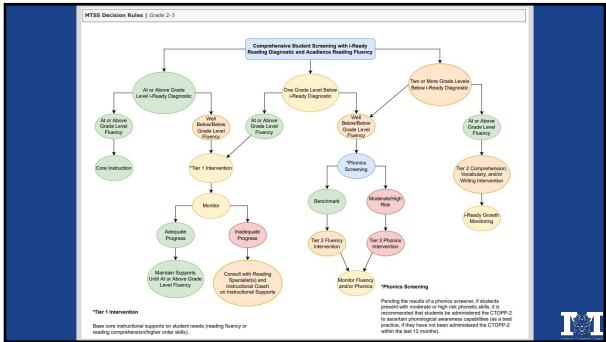 MTSS Decision Rules | Grade 2-3
Comprehensive Student Screening with i-Ready
Reading Diagnostic and Acadience Reading Fluency
At or Above Grade
Level i-Ready Diagnostic
One Grade Level Below
i-Ready Diagnostic
Two or More Grade Levels
Below i-Ready Diagnostic
At or Above
Grade Level
Fluency
Well
Below/Below
Grade Level
Fluency
At or Above
Grade Level
Fluency
Well
Below/Below
Grade Level
Fluency
At or Above
Grade Level
Fluency
Core Instruction
*Tier 1 Intervention
*Phonics
Screening
Tier 2 Comprehension,
Vocabulary, and/or
Writing Intervention
Monitor
Benchmark
Moderate/High
Risk
i-Ready Growth
Monitoring
Adequate
Progress
Inadequate
Progress
Tier 2 Fluency
Intervention
Tier 3 Phonics
Intervention
Maintain Supports
Until At or Above Grade
Level Fluency
Consult with Reading
Specialist(s) and
Instructional Coach
on Instructional Supports
Monitor Fluency
and/or Phonics
*Tier 1 Intervention
Base core instructional supports on student needs (reading fluency or
reading comprehension/higher order skills).
*Phonics Screening
Pending the results of a phonics screener, if students
present with moderate or high risk phonetic skills, it is
recommended that students be administered the CTOPP-2
to ascertain phonological awareness capabilities (as a best
practice, if they have not been administered the CTOPP-2
within the last 12 months).